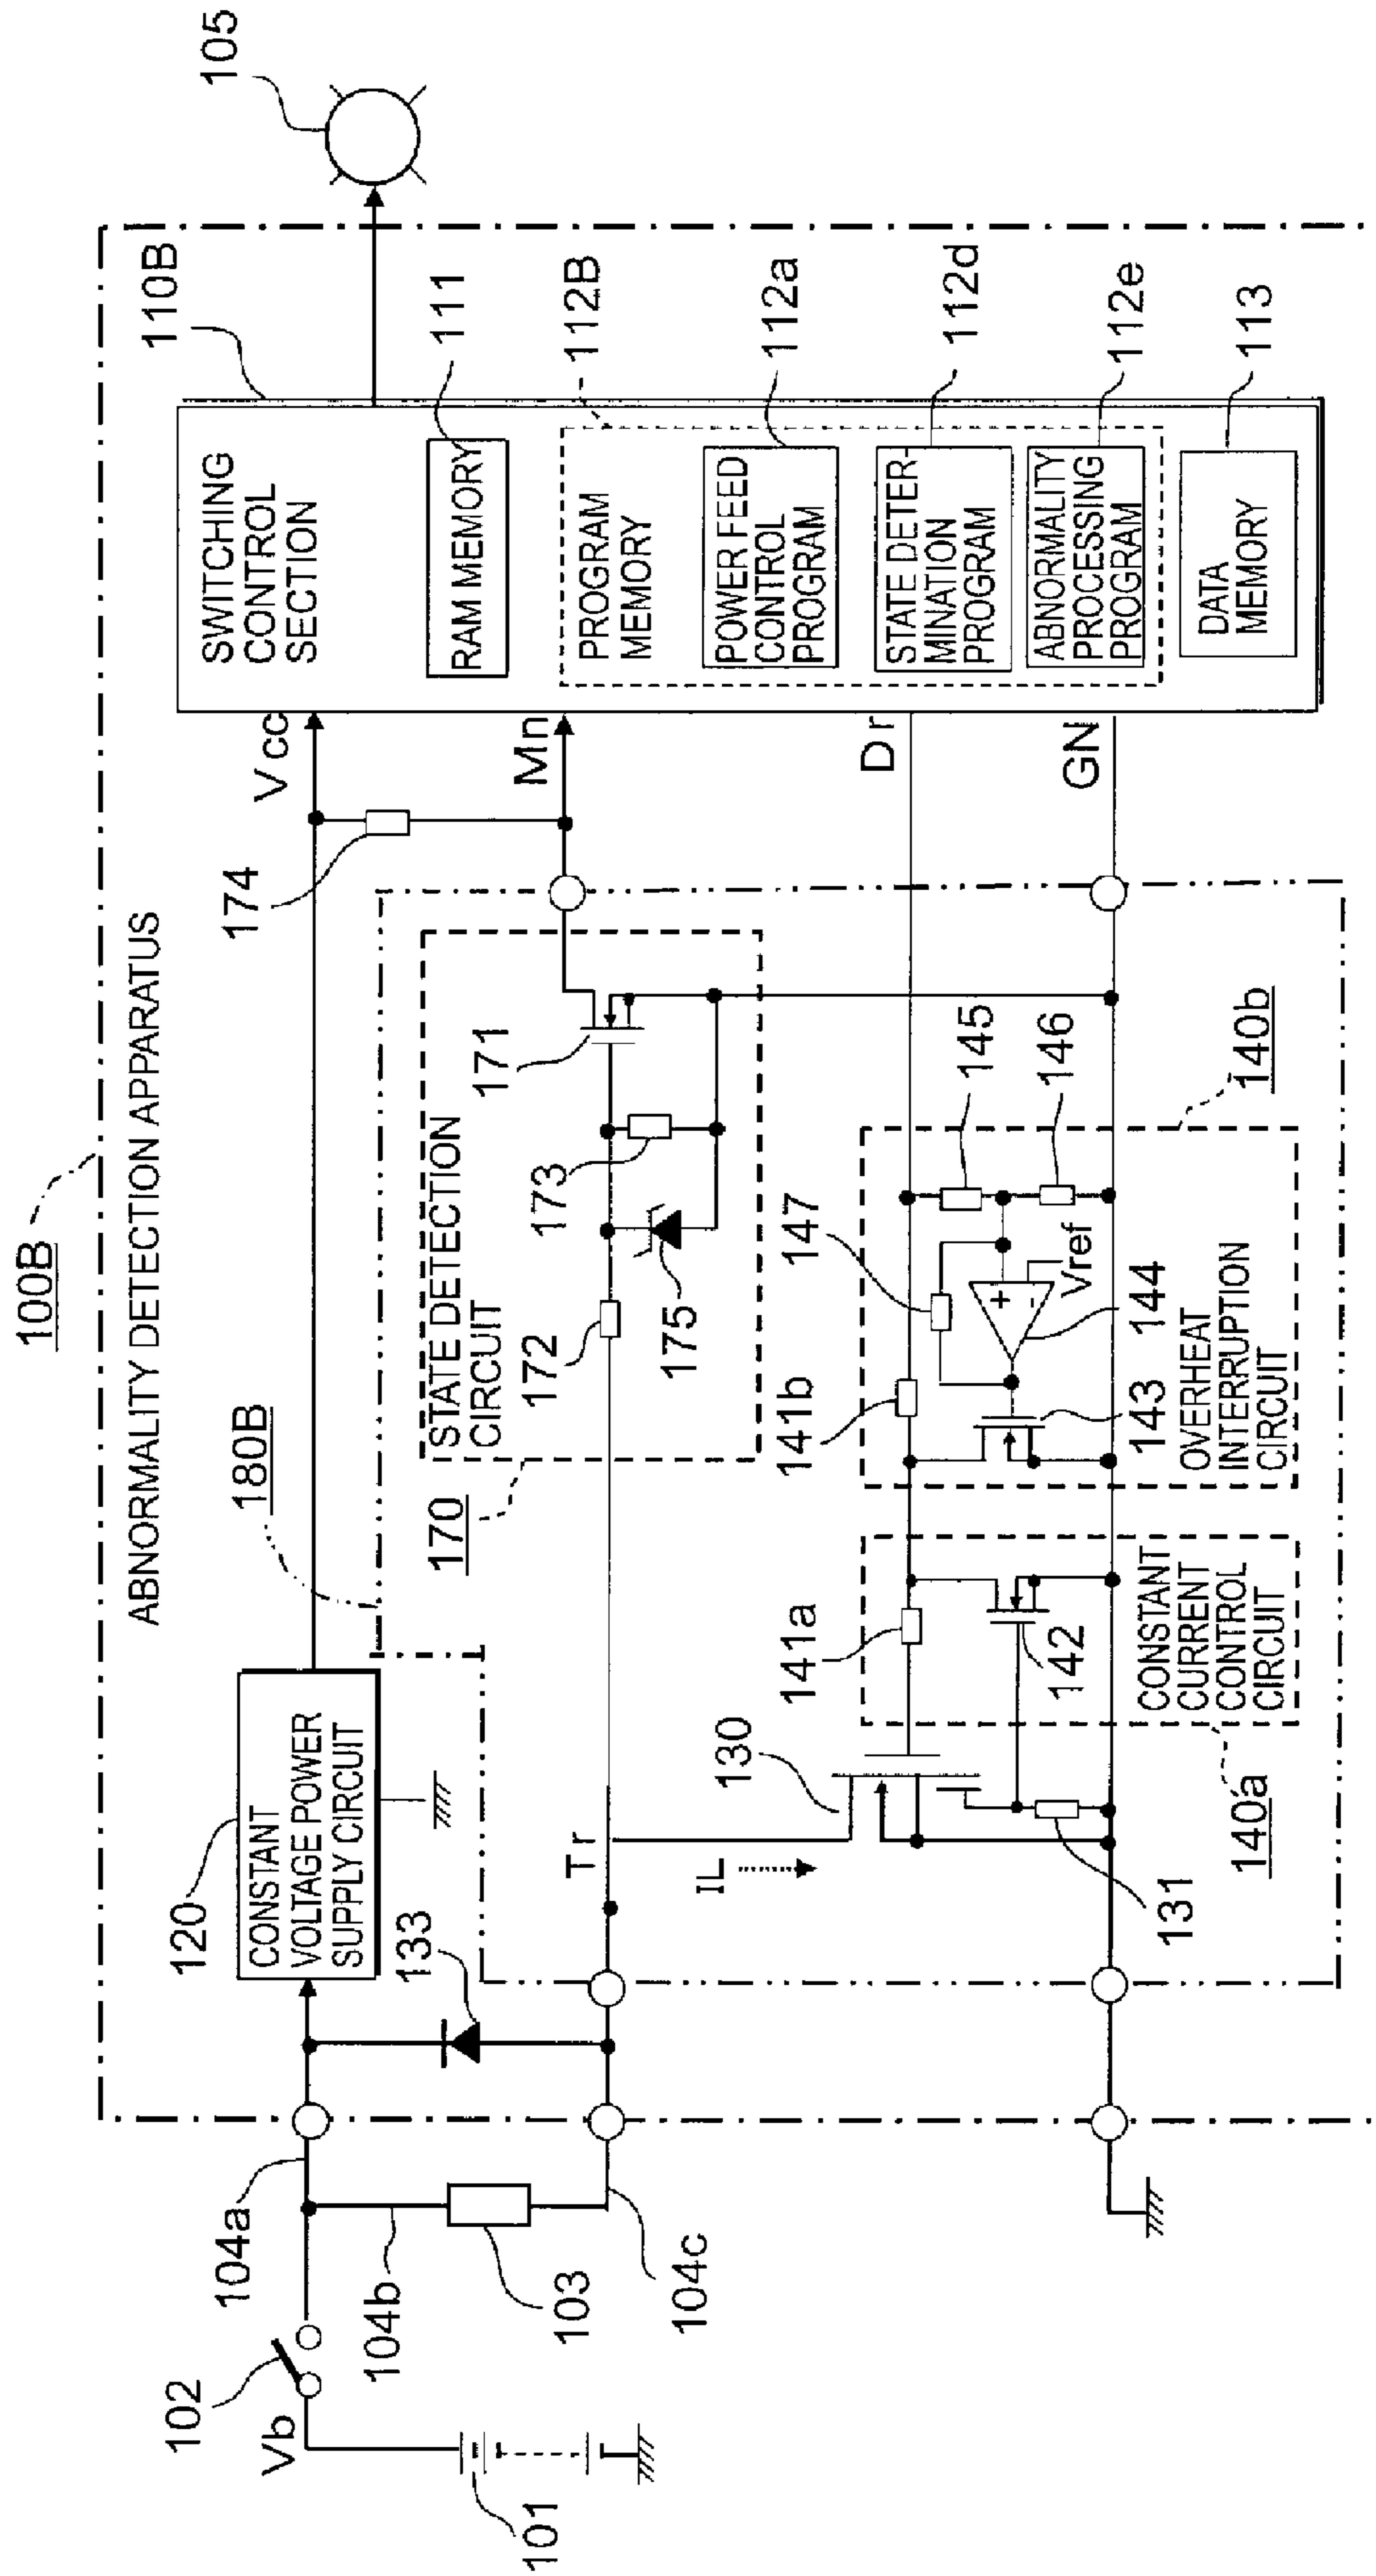 100B
ABNORMALITY DETECTION APPARATUS
105
110B
SWITCHING
CONTROL
SECTION
111
RAM MEMORY
112B
PROGRAM
MEMORY
112a
POWER FEED
CONTROL
PROGRAM
112d
STATE DETER-
MINATION
PROGRAM
112e
ABNORMALITY
PROCESSING
PROGRAM
113
DATA
MEMORY
Vcc
Mn
Dr
GN
174
180B
120
CONSTANT
VOLTAGE POWER
SUPPLY CIRCUIT
170
STATE DETECTION
CIRCUIT
171
172
173
175
133
Tr
IL
130
131
140a
141a
142
CONSTANT
CURRENT
CONTROL
CIRCUIT
140b
141b
143
144
145
146
147
+
-
Vref
OVERHEAT
INTERRUPTION
CIRCUIT
104a
104b
104c
103
102
Vb
101